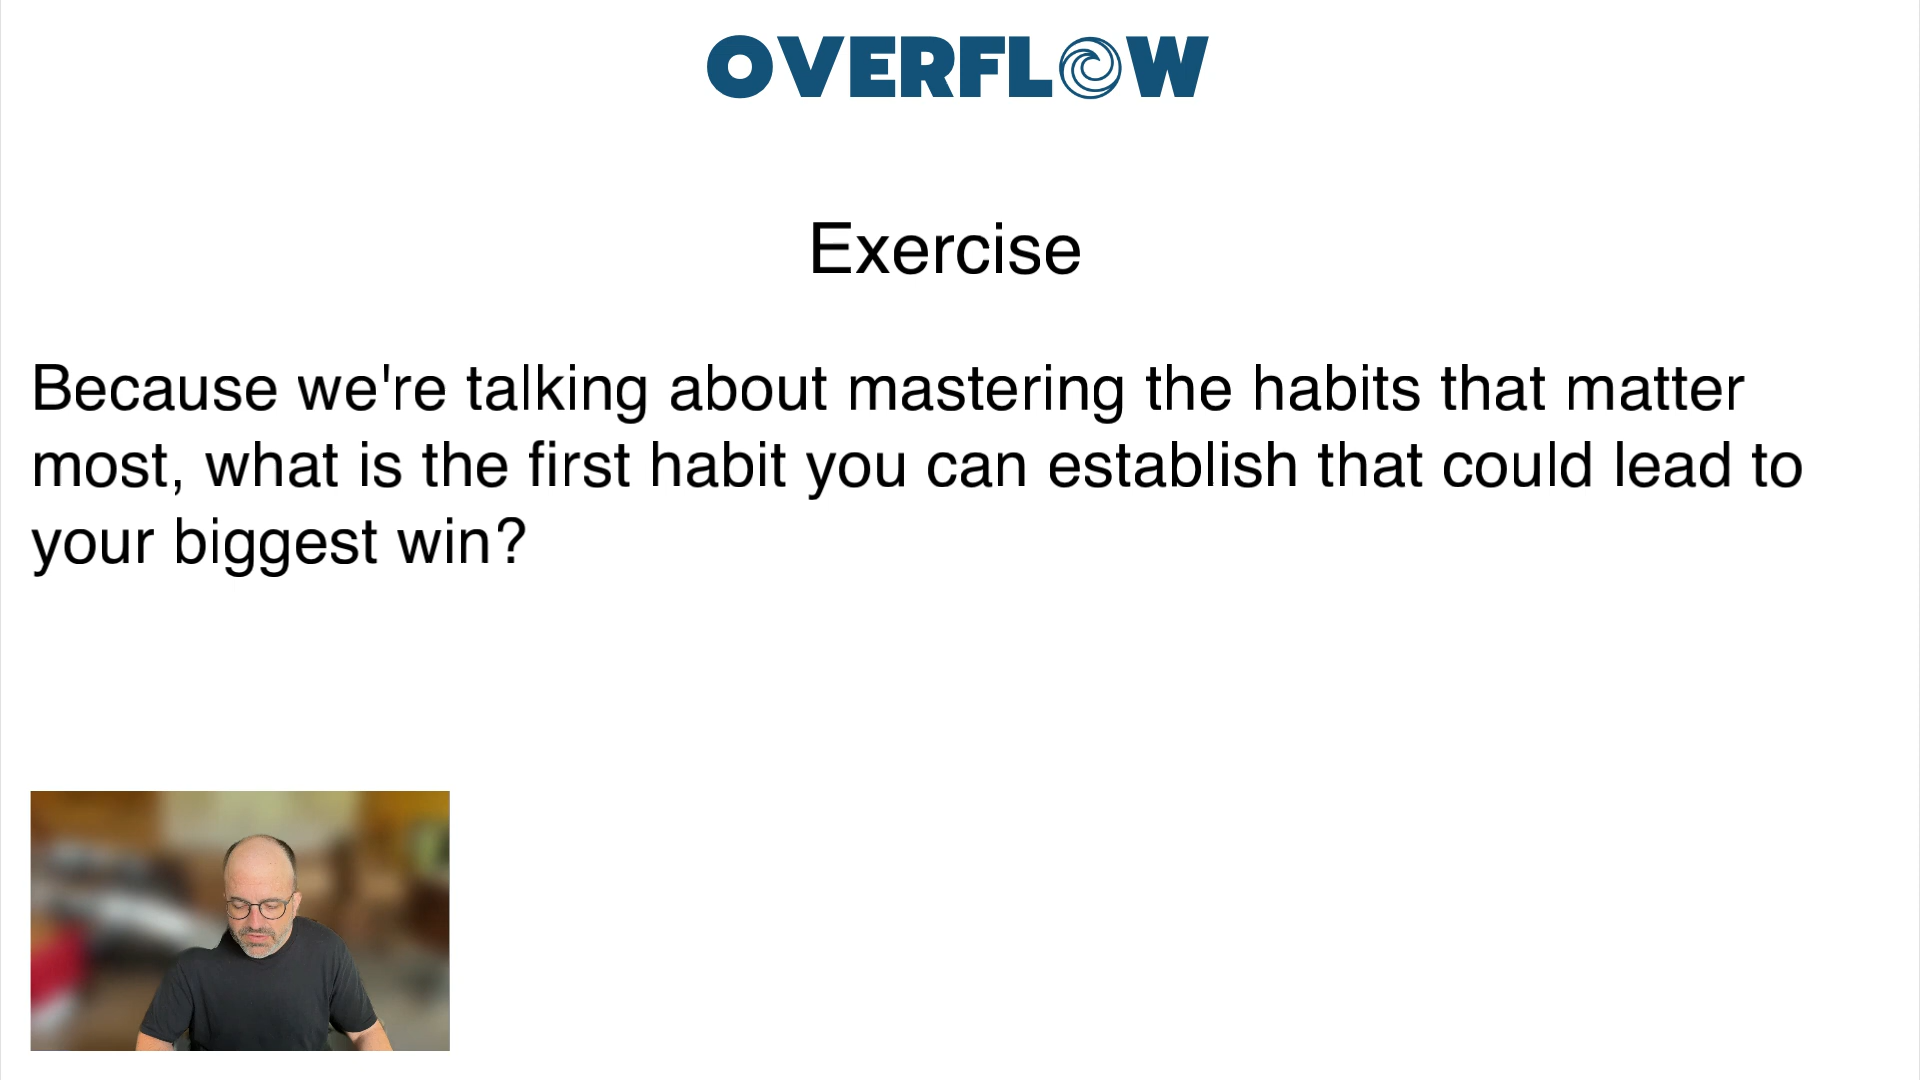 OVERFLOW
Exercise
Because we're talking about mastering the habits that matter
most, what is the first habit you can establish that could lead to
your biggest win?